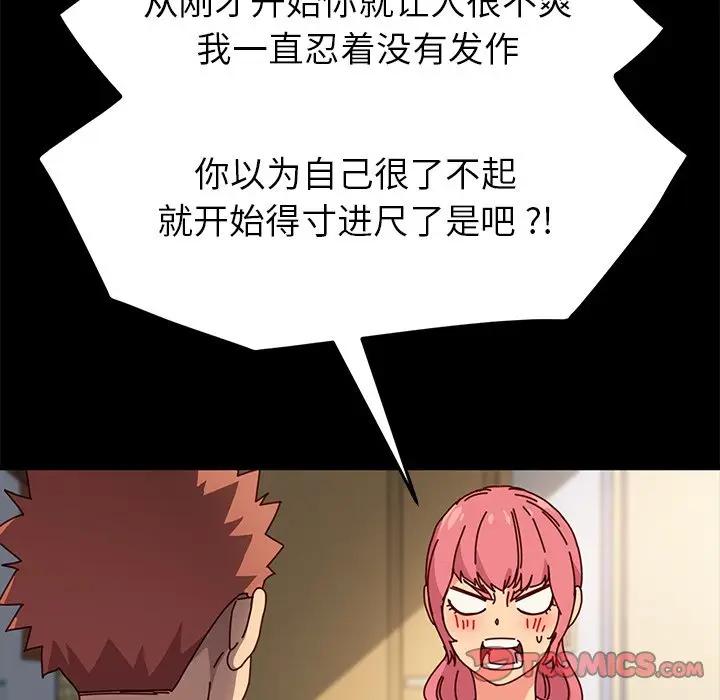 从刚才开始你就让人很不爽
我一直忍着没有发作
你以为自己很了不起
就开始得寸进尺了是吧 ?!
TOOMICS.COM